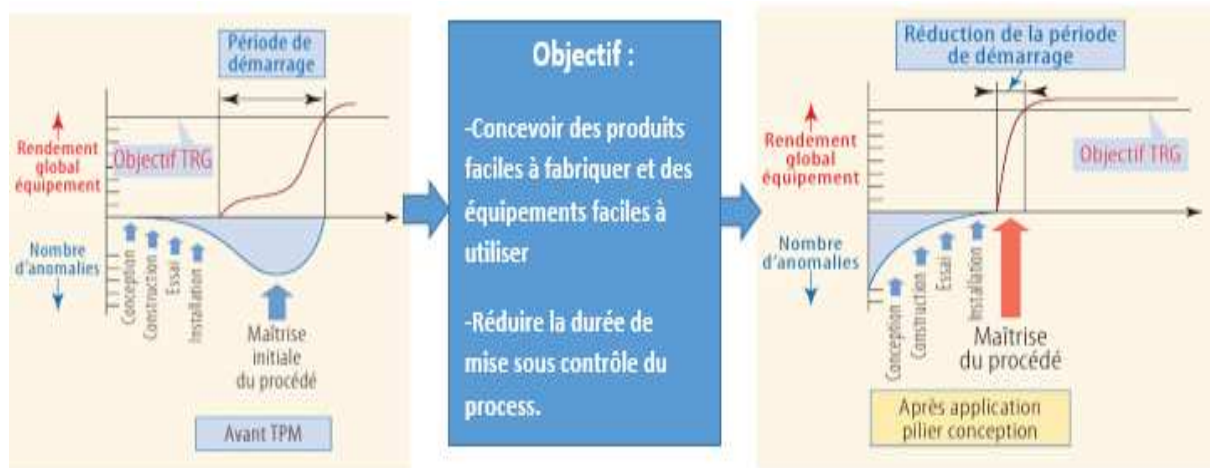 Période de
démarrage
Rendement
global
équipement
Objectif TRG
Nombre
d'anomalies
Conception
Construction
Essai
Installation
Maîtrise
initiale
du procédé
Avant TPM
Objectif :
-Concevoir des produits
faciles à fabriquer et des
équipements faciles à
utiliser
-Réduire la durée de
mise sous contrôle du
process.
Réduction de la période
de démarrage
Rendement
global
équipement
Objectif TRG
Nombre
d'anomalies
Conception
Construction
Essai
Installation
Maîtrise
du procédé
Après application
pilier conception